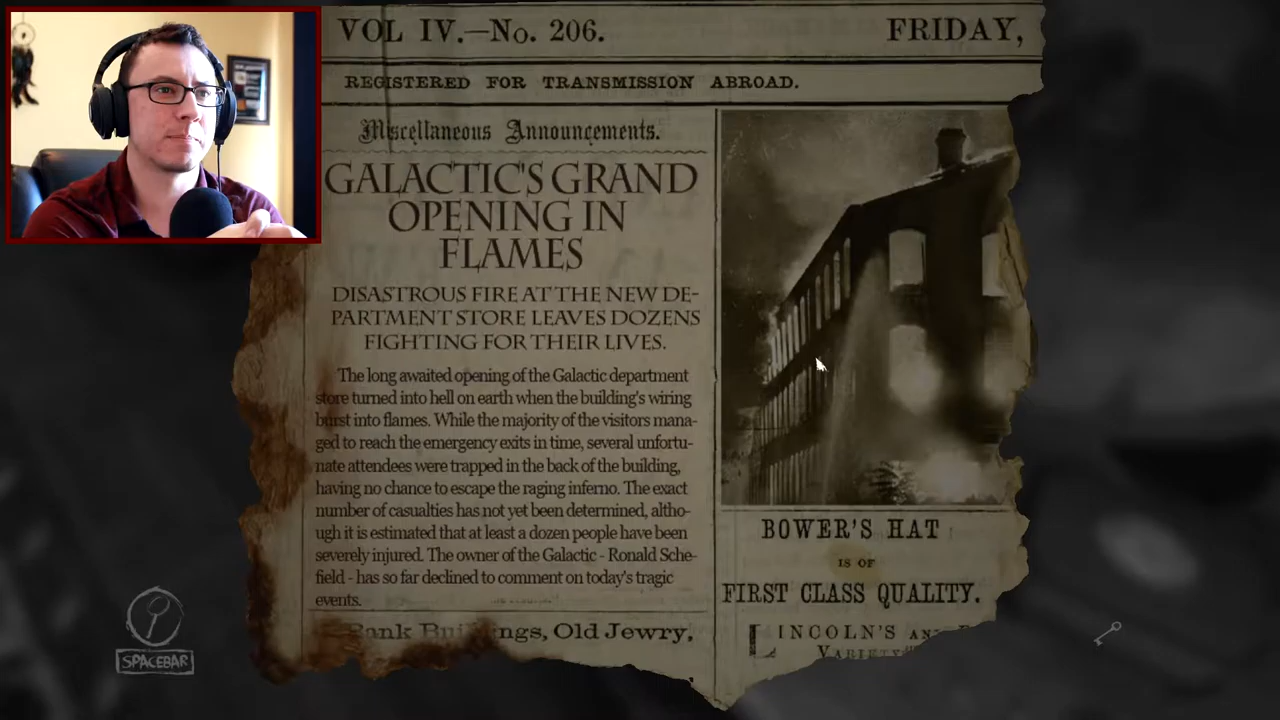 VOL IV.—No. 206.
FRIDAY,
REGISTERED FOR TRANSMISSION ABROAD.
Miscellaneous Announcements.
GALACTIC'S GRAND
OPENING IN
FLAMES
DISASTROUS FIRE AT THE NEW DE-
PARTMENT STORE LEAVES DOZENS
FIGHTING FOR THEIR LIVES.
The long awaited opening of the Galactic department
store turned into hell on earth when the building's wiring
burst into flames. While the majority of the visitors mana-
ged to reach the emergency exits in time, several unfortu-
nate attendees were trapped in the back of the building,
having no chance to escape the raging inferno. The exact
number of casualties has not yet been determined, altho-
ugh it is estimated that at least a dozen people have been
severely injured. The owner of the Galactic - Ronald Sche-
field - has so far declined to comment on today's tragic
events.
Bank Buildings, Old Jewry,
BOWER'S HAT
IS OF
FIRST CLASS QUALITY.
LINCOLN'S
SPACEBAR